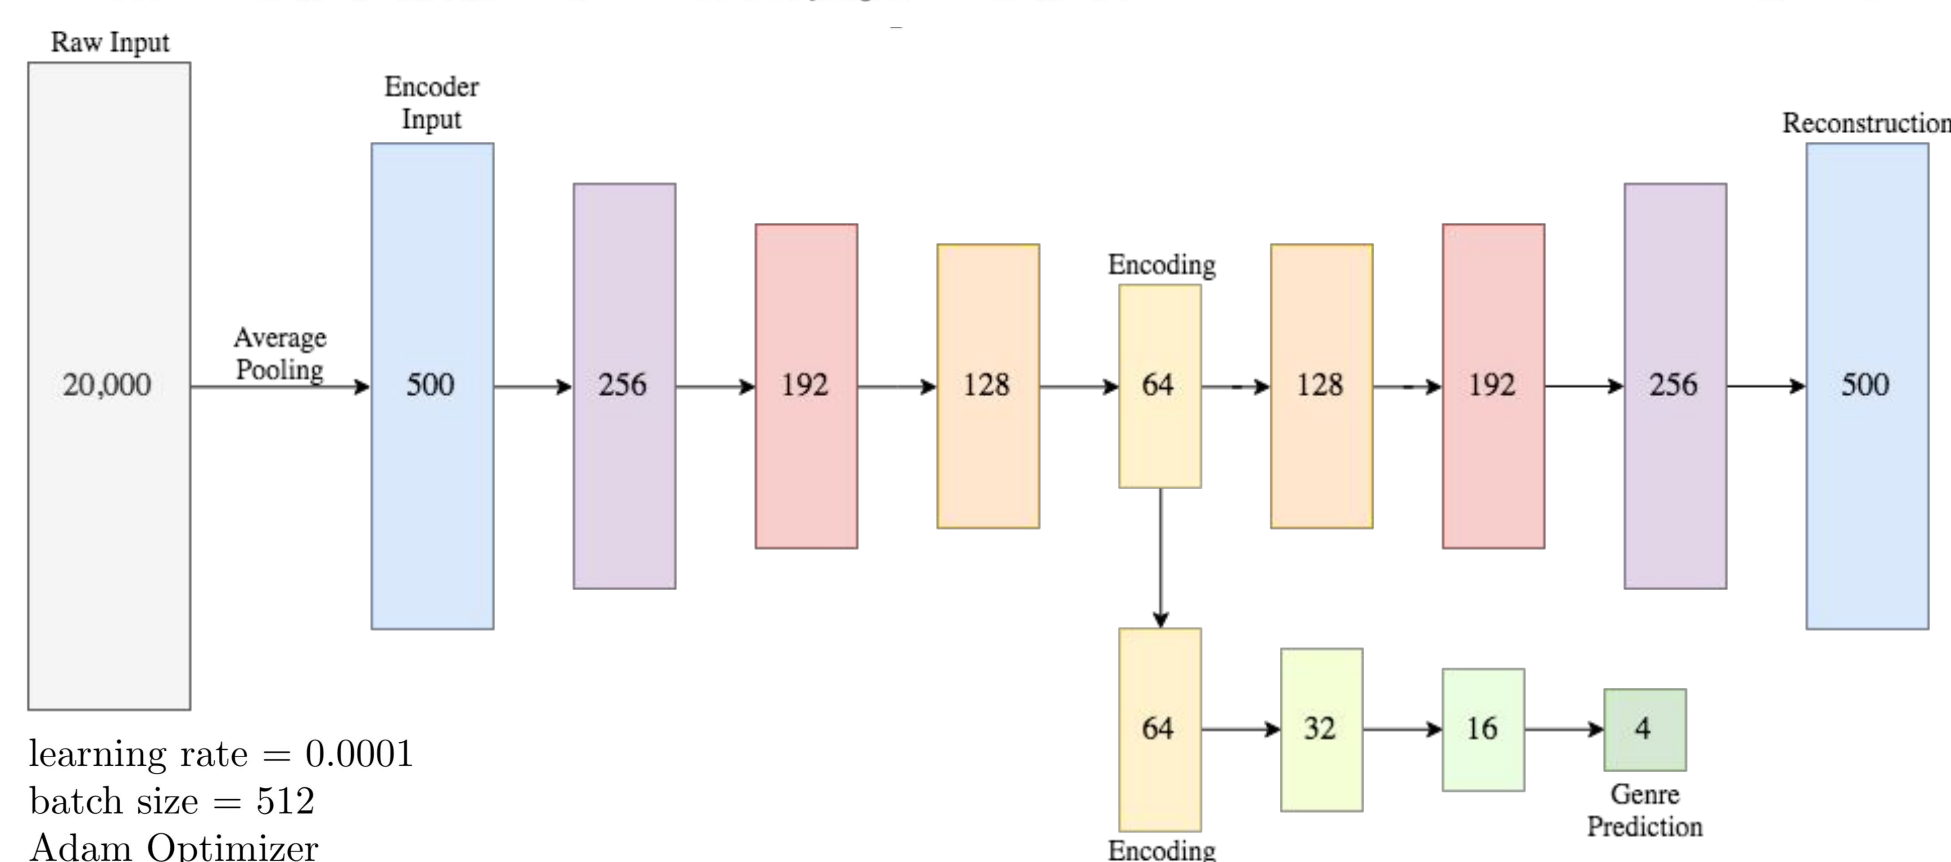 Raw Input
Encoder
Input
Reconstruction
Encoding
Average
Pooling
20,000
500
256
192
128
64
128
192
256
500
64
32
16
4
Encoding
Genre
Prediction
learning rate = 0.0001
batch size = 512
Adam Optimizer